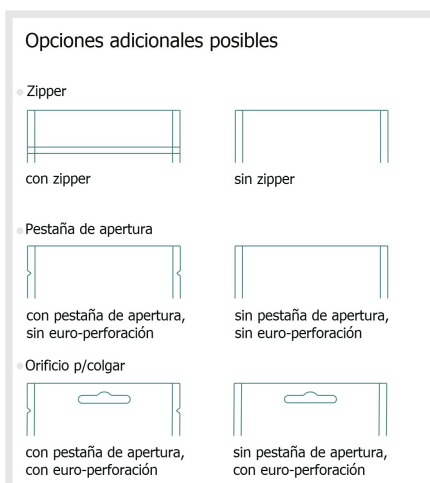 Opciones adicionales posibles
Zipper
con zipper
sin zipper
Pestaña de apertura
con pestaña de apertura,
sin euro-perforación
sin pestaña de apertura,
sin euro-perforación
Orificio p/colgar
con pestaña de apertura,
con euro-perforación
sin pestaña de apertura,
con euro-perforación